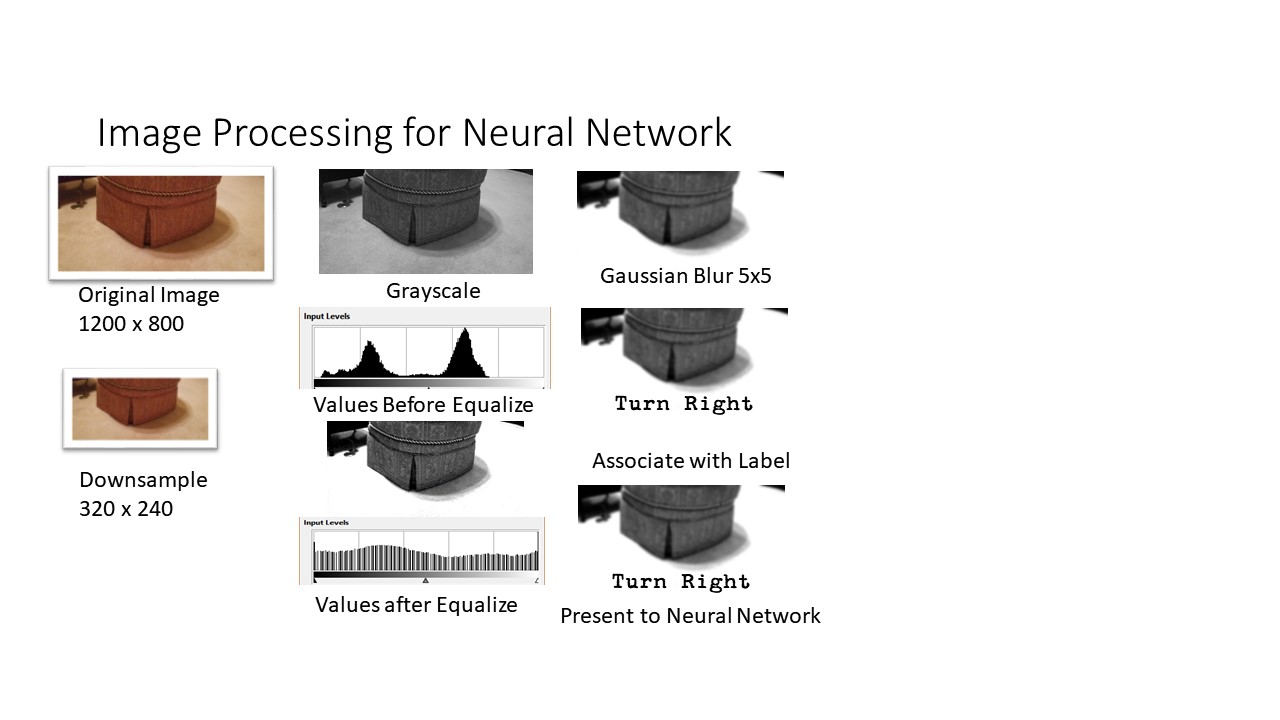 Image Processing for Neural Network
Original Image
1200 x 800
Downsample
320 x 240
Grayscale
Input Levels
Values Before Equalize
Input Levels
Values after Equalize
Gaussian Blur 5x5
Turn Right
Associate with Label
Turn Right
Present to Neural Network